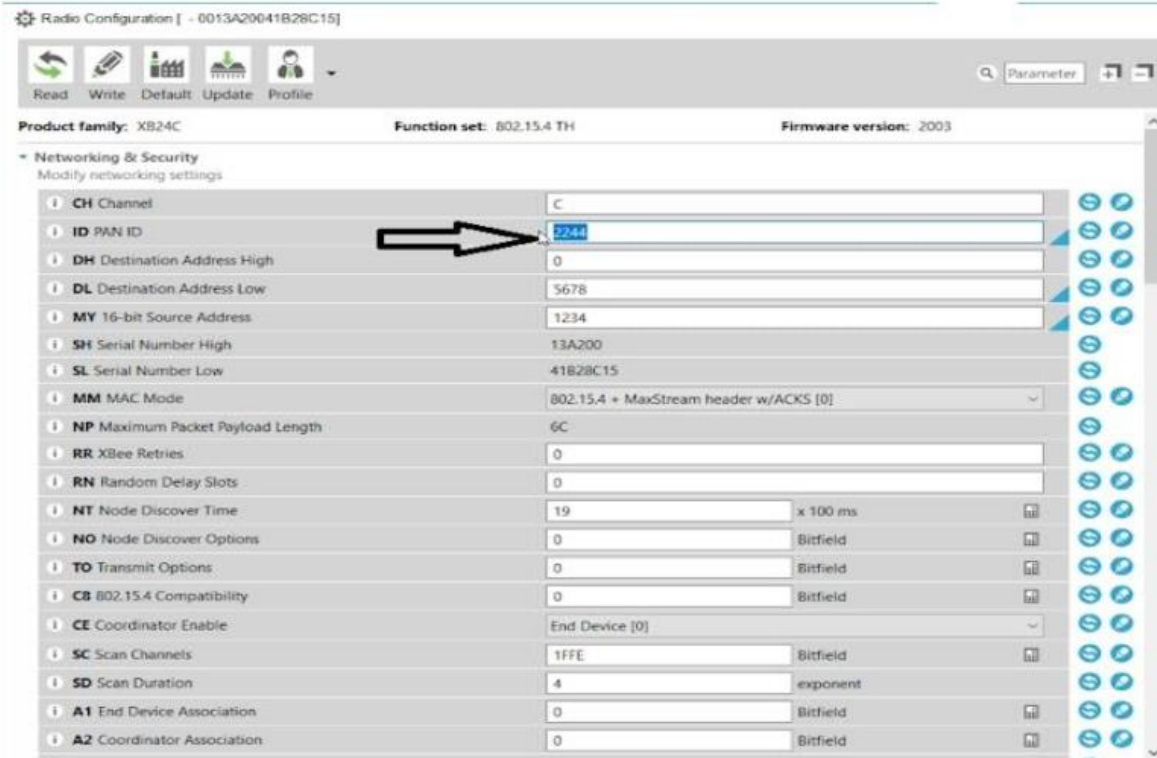 Radio Configuration [ - 0013A20041B28C15]
Read Write Default Update Profile
Parameter
Product family: XB24C Function set: 802.15.4 TH Firmware version: 2003
Networking & Security
Modify networking settings
i CH Channel C
i ID PAN ID 2244
i DH Destination Address High 0
i DL Destination Address Low 5678
i MY 16-bit Source Address 1234
i SH Serial Number High 13A200
i SL Serial Number Low 41B28C15
i MM MAC Mode 802.15.4 + MaxStream header w/ACKS [0]
i NP Maximum Packet Payload Length 6C
i RR XBee Retries 0
i RN Random Delay Slots 0
i NT Node Discover Time 19 x 100 ms
i NO Node Discover Options 0 Bitfield
i TO Transmit Options 0 Bitfield
i C8 802.15.4 Compatibility 0 Bitfield
i CE Coordinator Enable End Device [0]
i SC Scan Channels 1FFE Bitfield
i SD Scan Duration 4 exponent
i A1 End Device Association 0 Bitfield
i A2 Coordinator Association 0 Bitfield